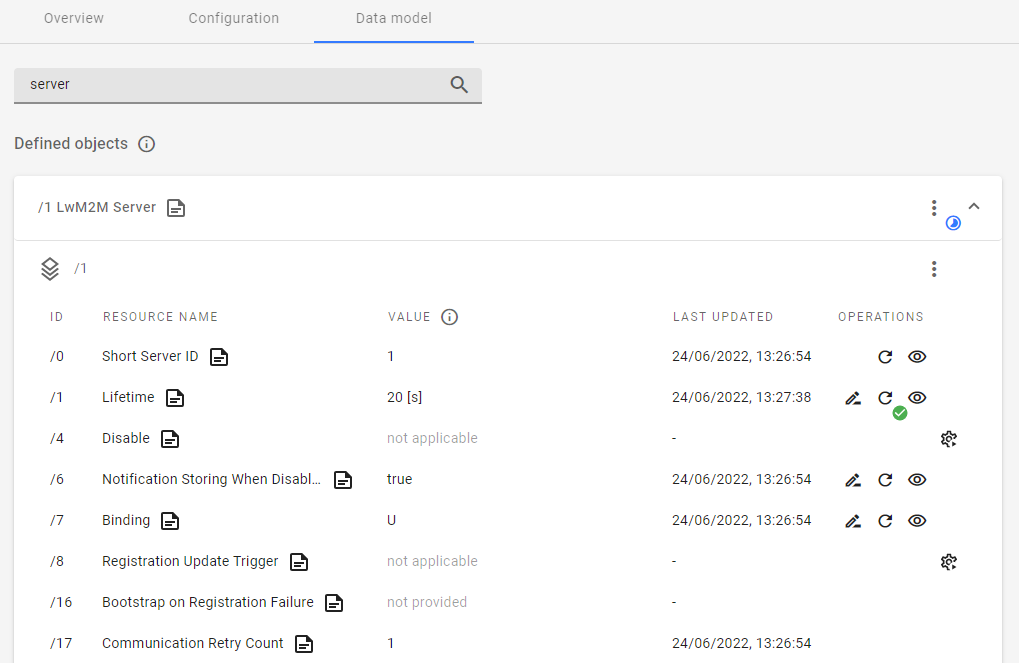 Overview Configuration Data model
server
Defined objects
/1 LwM2M Server
/1
ID RESOURCE NAME VALUE LAST UPDATED OPERATIONS
/0 Short Server ID 1 24/06/2022, 13:26:54
/1 Lifetime 20 [s] 24/06/2022, 13:27:38
/4 Disable not applicable -
/6 Notification Storing When Disabl... true 24/06/2022, 13:26:54
/7 Binding U 24/06/2022, 13:26:54
/8 Registration Update Trigger not applicable -
/16 Bootstrap on Registration Failure not provided -
/17 Communication Retry Count 1 24/06/2022, 13:26:54